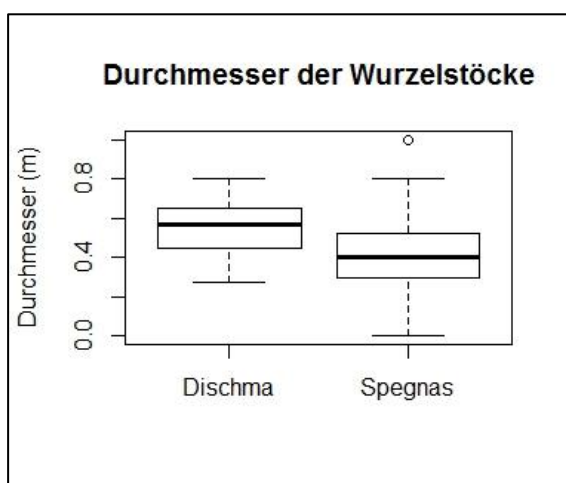 Durchmesser der Wurzelstöcke
Durchmesser (m)
0.8
0.4
0.0
Dischma Spegnas